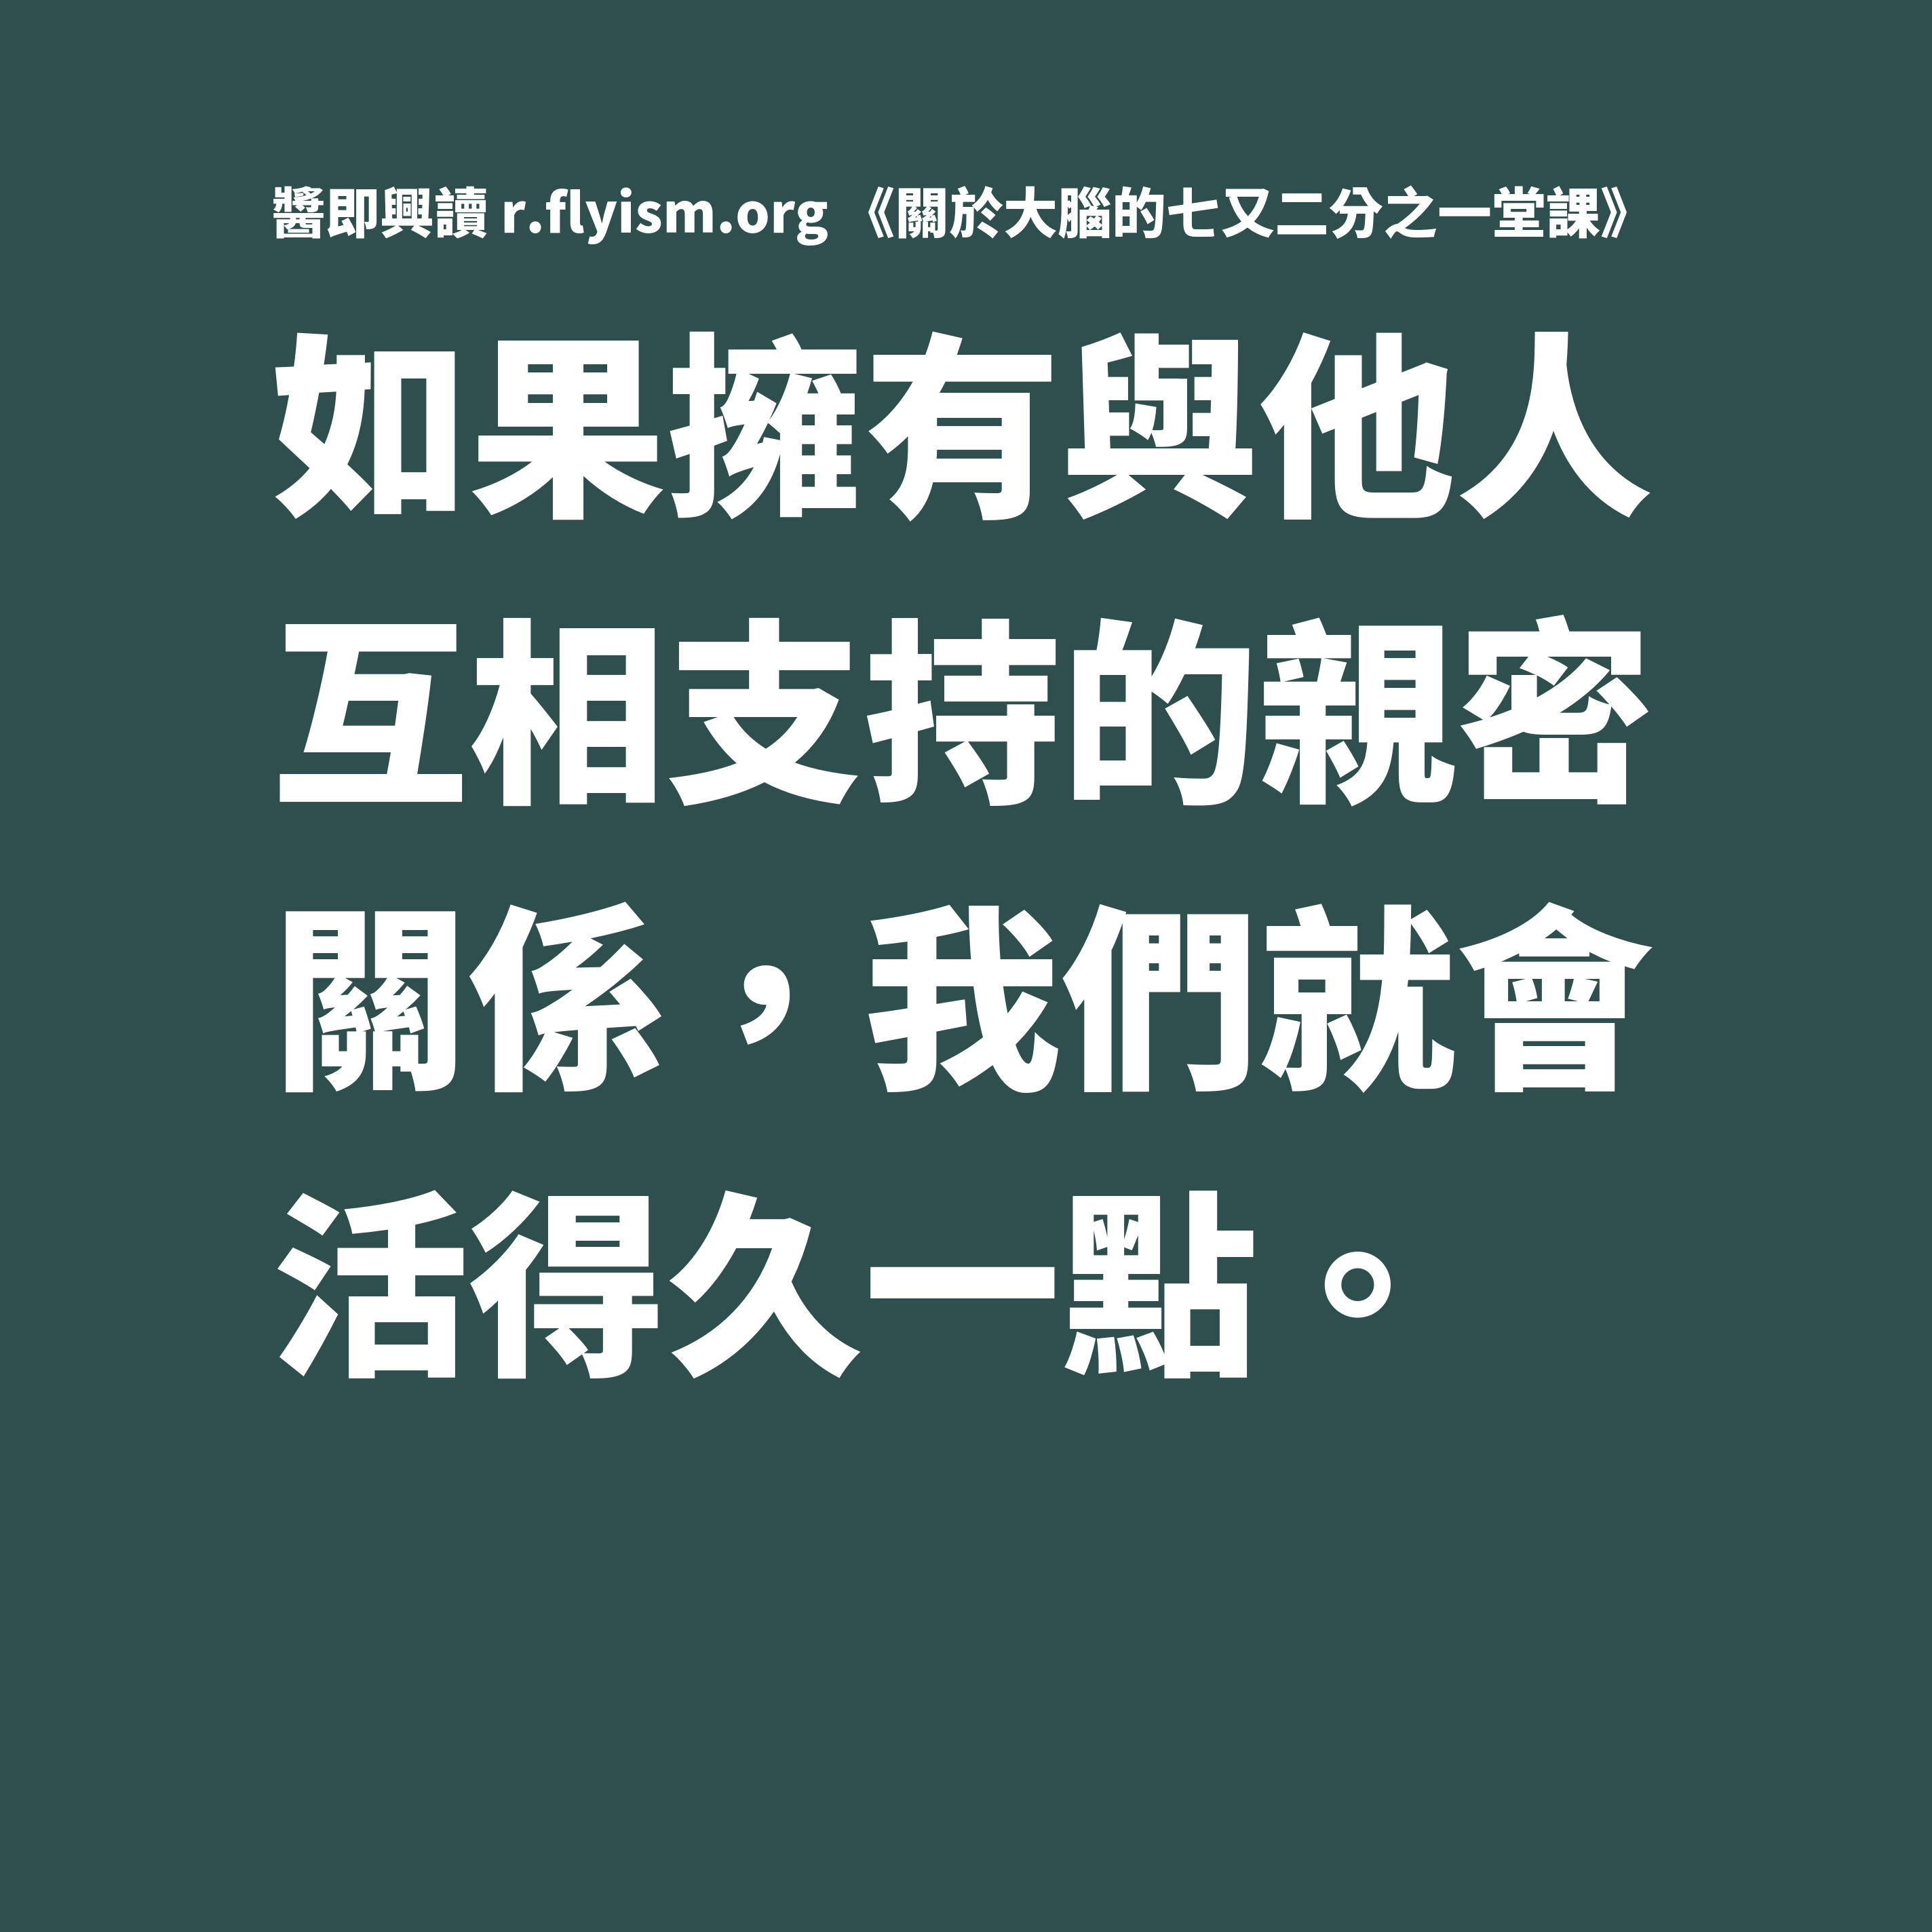 蟄即閱讀 r.flyism.org《關於大腦的七又二分之一堂課》
如果擁有與他人
互相支持的親密
關係，我們就會
活得久一點。